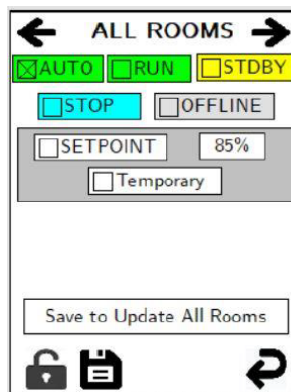 ALL ROOMS
AUTO RUN STDBY
STOP OFFLINE
SETPOINT 85%
Temporary
Save to Update All Rooms